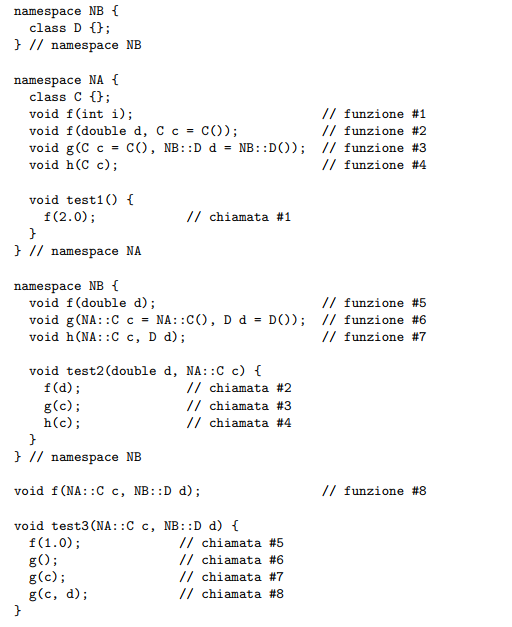 namespace NB {
  class D {};
} // namespace NB

namespace NA {
  class C {};
  void f(int i);                         // funzione #1
  void f(double d, C c = C());           // funzione #2
  void g(C c = C(), NB::D d = NB::D());  // funzione #3
  void h(C c);                           // funzione #4

  void test1() {
    f(2.0);            // chiamata #1
  }
} // namespace NA

namespace NB {
  void f(double d);                      // funzione #5
  void g(NA::C c = NA::C(), D d = D());  // funzione #6
  void h(NA::C c, D d);                  // funzione #7

  void test2(double d, NA::C c) {
    f(d);              // chiamata #2
    g(c);              // chiamata #3
    h(c);              // chiamata #4
  }
} // namespace NB

void f(NA::C c, NB::D d);                // funzione #8

void test3(NA::C c, NB::D d) {
  f(1.0);             // chiamata #5
  g();                // chiamata #6
  g(c);               // chiamata #7
  g(c, d);            // chiamata #8
}